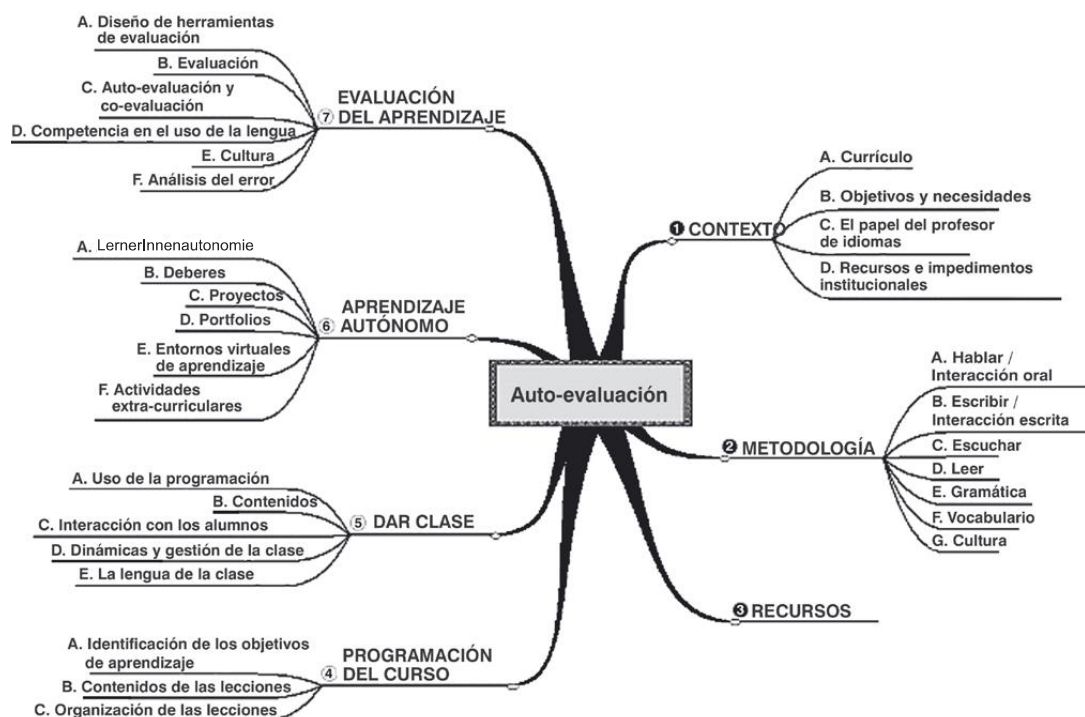 Auto-evaluación
❶ CONTEXTO
A. Currículo
B. Objetivos y necesidades
C. El papel del profesor
de idiomas
D. Recursos e impedimentos
institucionales
❷ METODOLOGÍA
A. Hablar /
Interacción oral
B. Escribir /
Interacción escrita
C. Escuchar
D. Leer
E. Gramática
F. Vocabulario
G. Cultura
❸ RECURSOS
④ PROGRAMACIÓN
DEL CURSO
A. Identificación de los objetivos
de aprendizaje
B. Contenidos de las lecciones
C. Organización de las lecciones
⑤ DAR CLASE
A. Uso de la programación
B. Contenidos
C. Interacción con los alumnos
D. Dinámicas y gestión de la clase
E. La lengua de la clase
⑥ APRENDIZAJE
AUTÓNOMO
A. LernerInnenautonomie
B. Deberes
C. Proyectos
D. Portfolios
E. Entornos virtuales
de aprendizaje
F. Actividades
extra-curriculares
⑦ EVALUACIÓN
DEL APRENDIZAJE
A. Diseño de herramientas
de evaluación
B. Evaluación
C. Auto-evaluación y
co-evaluación
D. Competencia en el uso de la lengua
E. Cultura
F. Análisis del error